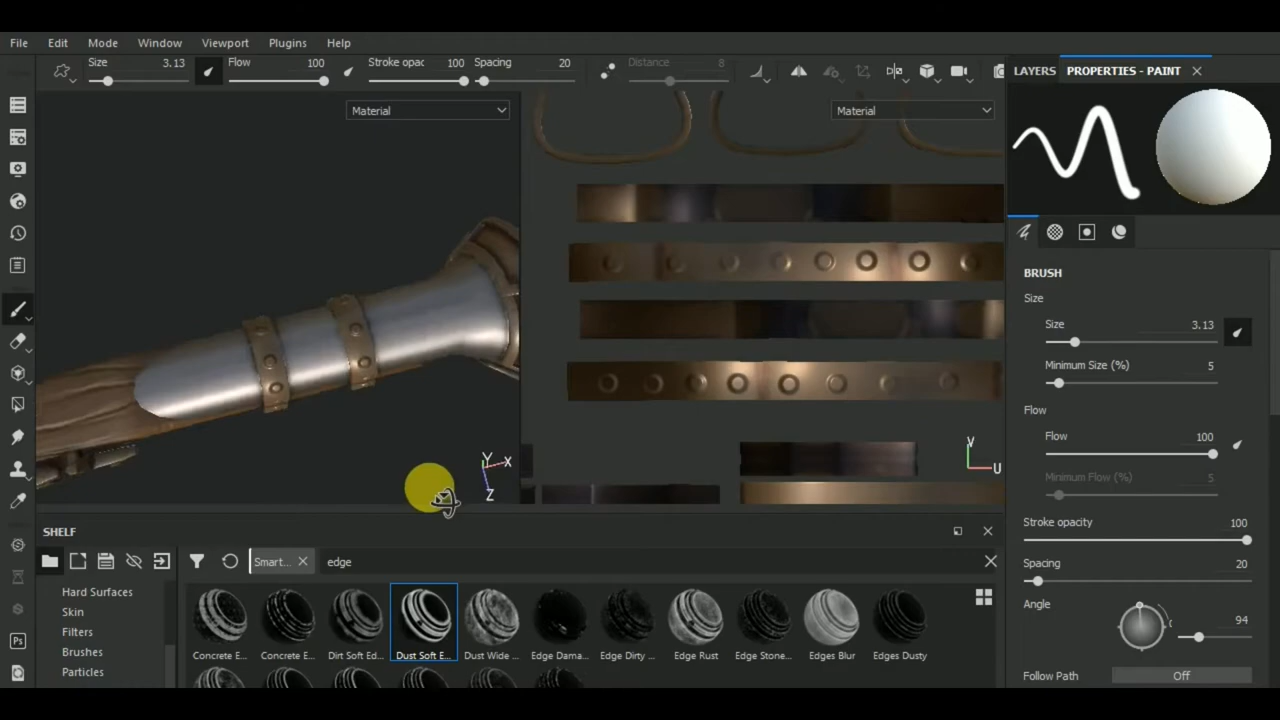 File Edit Mode Window Viewport Plugins Help
Size 3.13 Flow 100 Stroke opac 100 Spacing 20 Distance 8
LAYERS PROPERTIES - PAINT
Material Material
BRUSH
Size
Size 3.13
Minimum Size (%) 5
Flow
Flow 100
Minimum Flow (%) 5
Stroke opacity 100
Spacing 20
Angle
94
Follow Path Off
Y X
Z
V
U
SHELF
Smart... edge
Hard Surfaces
Skin
Filters
Brushes
Particles
Concrete E... Concrete E... Dirt Soft Ed... Dust Soft E... Dust Wide ... Edge Dama... Edge Dirty ... Edge Rust Edge Stone... Edges Blur Edges Dusty
Ps